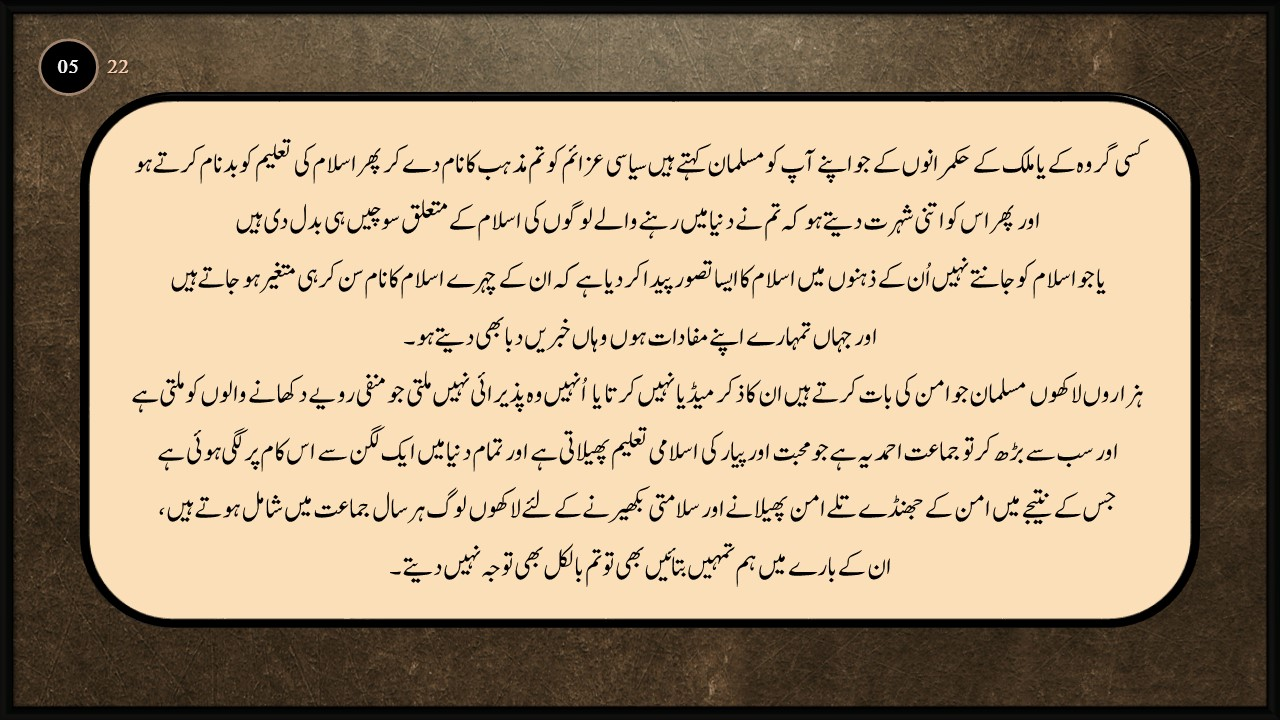 05 22
کسی گروہ کے یا ملک کے حکمرانوں کے جو اپنے آپ کو مسلمان کہتے ہیں سیاسی عزائم کو تم مذہب کا نام دے کر پھر اسلام کی تعلیم کو بدنام کرتے ہو
اور پھر اس کو اتنی شہرت دیتے ہو کہ تم نے دنیا میں رہنے والے لوگوں کی اسلام کے متعلق سوچیں ہی بدل دی ہیں
یا جو اسلام کو جانتے نہیں اُن کے ذہنوں میں اسلام کا ایسا تصور پیدا کر دیا ہے کہ ان کے چہرے اسلام کا نام سن کر ہی متغیر ہو جاتے ہیں
اور جہاں تمہارے اپنے مفادات ہوں وہاں خبریں دبا بھی دیتے ہو۔
ہزاروں لاکھوں مسلمان جو امن کی بات کرتے ہیں ان کا ذکر میڈیا نہیں کرتا یا اُنہیں وہ پذیرائی نہیں ملتی جو منفی رویے دکھانے والوں کو ملتی ہے
اور سب سے بڑھ کر تو جماعت احمدیہ ہے جو محبت اور پیار کی اسلامی تعلیم پھیلاتی ہے اور تمام دنیا میں ایک لگن سے اس کام پر لگی ہوئی ہے
جس کے نتیجے میں امن کے جھنڈے تلے امن پھیلانے اور سلامتی بکھیرنے کے لئے لاکھوں لوگ ہر سال جماعت میں شامل ہوتے ہیں،
ان کے بارے میں ہم تمہیں بتائیں بھی تو تم بالکل بھی توجہ نہیں دیتے۔